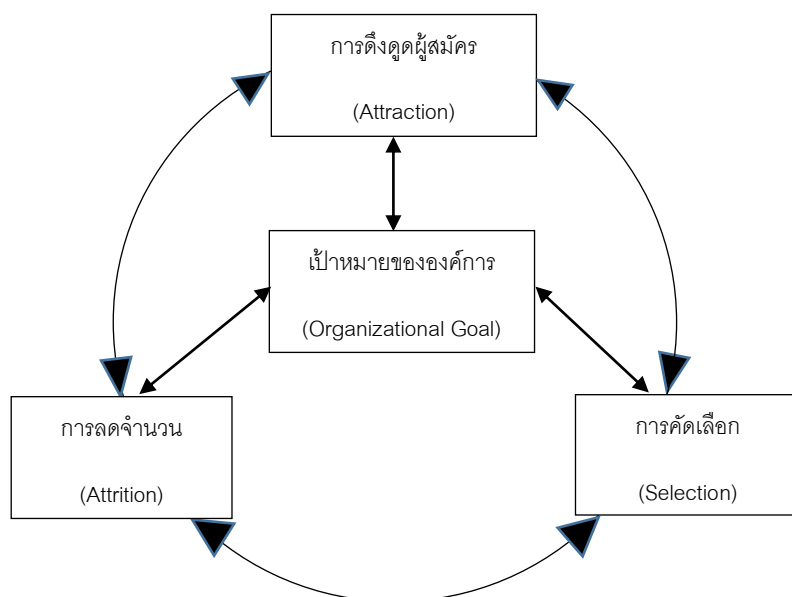 การดึงดูดผู้สมัคร
(Attraction)
เป้าหมายขององค์การ
(Organizational Goal)
การลดจำนวน
(Attrition)
การคัดเลือก
(Selection)